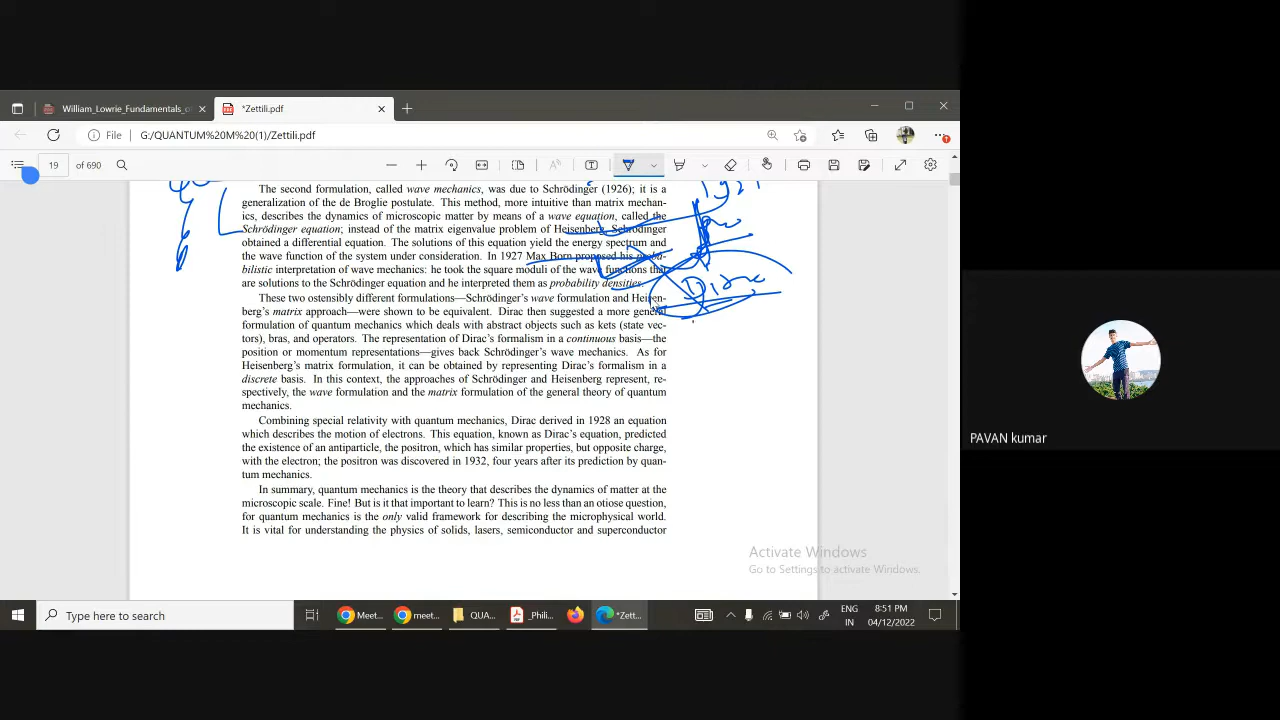 William_Lowrie_Fundamentals_o
*Zettili.pdf
File
G:/QUANTUM%20M%20(1)/Zettili.pdf
19
of 690
The second formulation, called wave mechanics, was due to Schrödinger (1926); it is a
generalization of the de Broglie postulate. This method, more intuitive than matrix mechan-
ics, describes the dynamics of microscopic matter by means of a wave equation, called the
Schrödinger equation; instead of the matrix eigenvalue problem of Heisenberg, Schrödinger
obtained a differential equation. The solutions of this equation yield the energy spectrum and
the wave function of the system under consideration. In 1927 Max Born proposed his proba-
bilistic interpretation of wave mechanics: he took the square moduli of the wave functions that
are solutions to the Schrödinger equation and he interpreted them as probability densities.
Dirac
These two ostensibly different formulations—Schrödinger's wave formulation and Heisen-
berg's matrix approach—were shown to be equivalent. Dirac then suggested a more general
formulation of quantum mechanics which deals with abstract objects such as kets (state vec-
tors), bras, and operators. The representation of Dirac's formalism in a continuous basis—the
position or momentum representations—gives back Schrödinger's wave mechanics. As for
Heisenberg's matrix formulation, it can be obtained by representing Dirac's formalism in a
discrete basis. In this context, the approaches of Schrödinger and Heisenberg represent, re-
spectively, the wave formulation and the matrix formulation of the general theory of quantum
mechanics.
Combining special relativity with quantum mechanics, Dirac derived in 1928 an equation
which describes the motion of electrons. This equation, known as Dirac's equation, predicted
the existence of an antiparticle, the positron, which has similar properties, but opposite charge,
with the electron; the positron was discovered in 1932, four years after its prediction by quan-
tum mechanics.
In summary, quantum mechanics is the theory that describes the dynamics of matter at the
microscopic scale. Fine! But is it that important to learn? This is no less than an otiose question,
for quantum mechanics is the only valid framework for describing the microphysical world.
It is vital for understanding the physics of solids, lasers, semiconductor and superconductor
PAVAN kumar
Activate Windows
Go to Settings to activate Windows.
Type here to search
Meet...
meet...
QUA...
_Phili...
*Zett...
ENG
IN
8:51 PM
04/12/2022